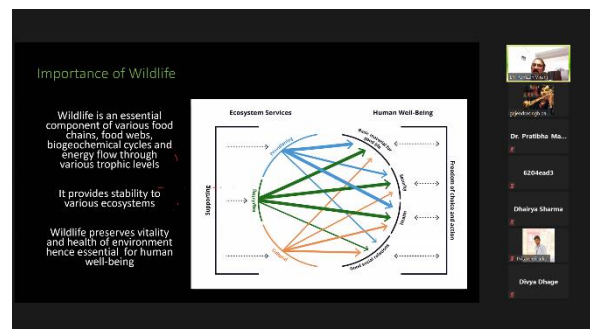 Importance of Wildlife
Wildlife is an essential
component of various food
chains, food webs,
biogeochemical cycles and
energy flow through
various trophic levels
It provides stability to
various ecosystems
Wildlife preserves vitality
and health of environment
hence essential for human
well-being
Ecosystem Services
Human Well-Being
Supporting
Provisioning
Regulating
Cultural
Basic material for
good life
Security
Health
Good social relations
Freedom of choice and action
Dr. Pratibha Ma...
6204ead3
Dhairya Sharma
Divya Dhage